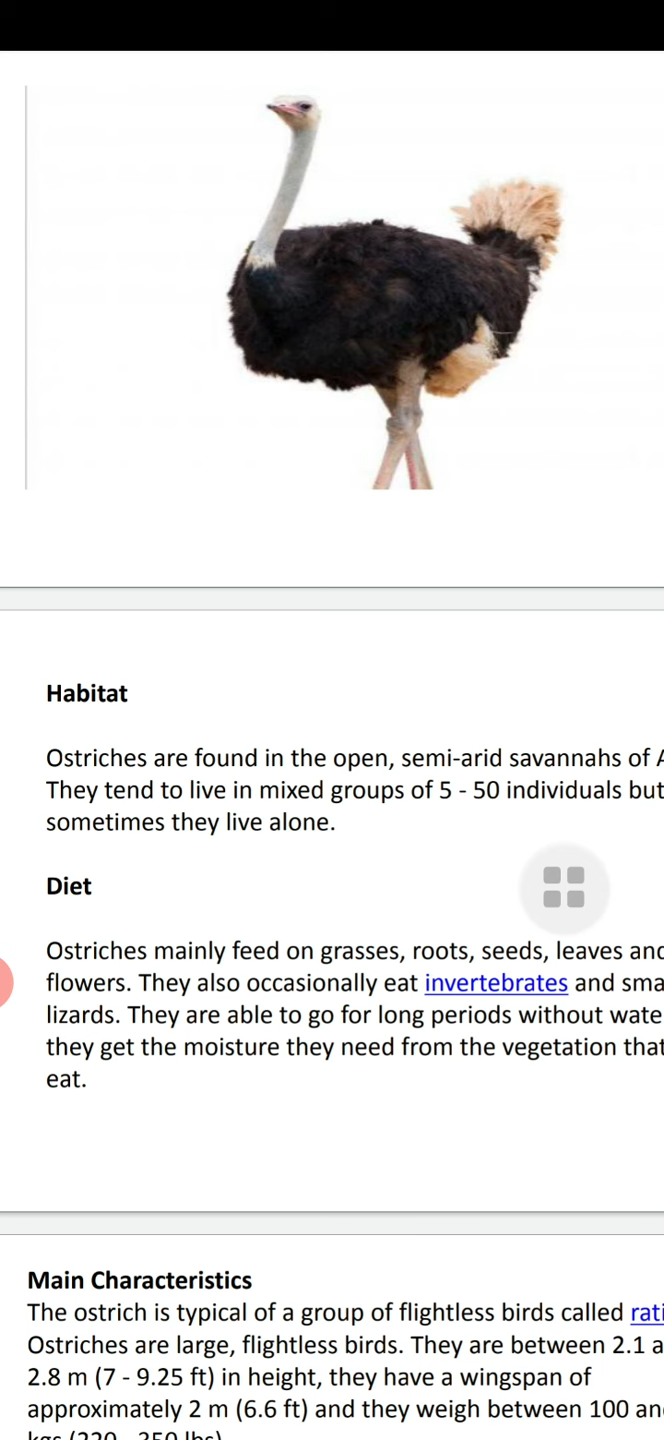 Habitat
Ostriches are found in the open, semi-arid savannahs of
They tend to live in mixed groups of 5 - 50 individuals but
sometimes they live alone.
Diet
Ostriches mainly feed on grasses, roots, seeds, leaves and
flowers. They also occasionally eat invertebrates and
lizards. They are able to go for long periods without
they get the moisture they need from the vegetation that
eat.
Main Characteristics
The ostrich is typical of a group of flightless birds called
Ostriches are large, flightless birds. They are between 2.1
2.8 m (7 - 9.25 ft) in height, they have a wingspan of
approximately 2 m (6.6 ft) and they weigh between 100
kgs (220 - 350 lbs)